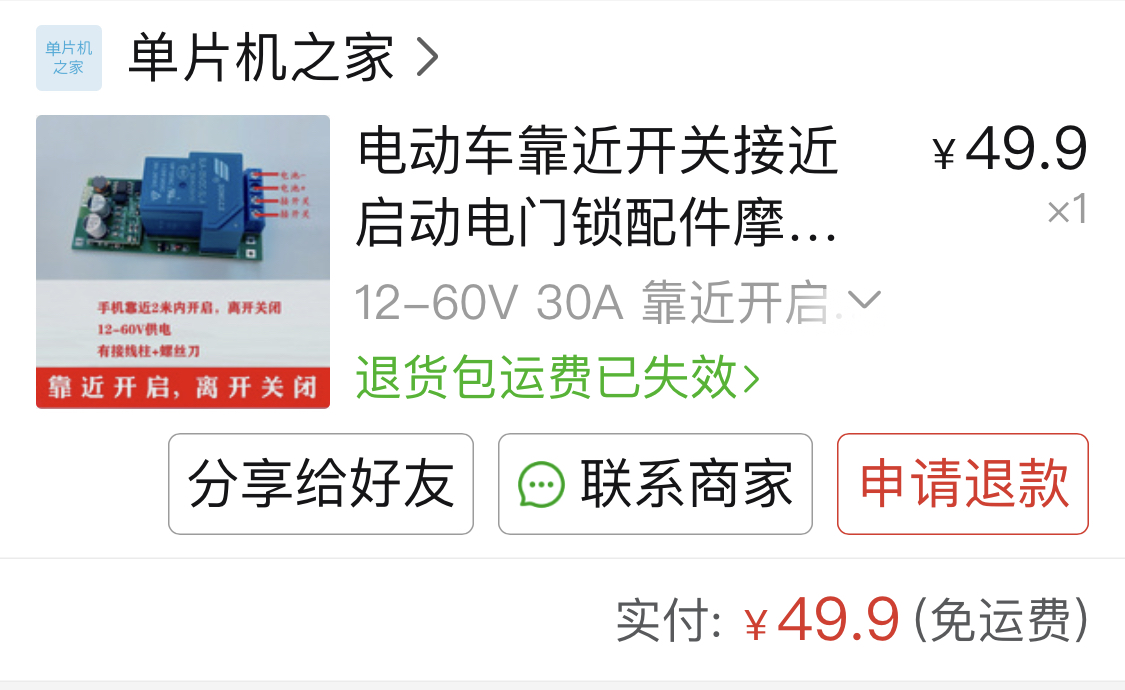 单片机
之家
单片机之家
电动车靠近开关接近
启动电门锁配件摩...
¥49.9
×1
12-60V 30A 靠近开启...
电池-
电池+
接开关
接开关
手机靠近2米内开启，离开关闭
12-60V供电
有接线柱+螺丝刀
靠近开启，离开关闭
退货包运费已失效
分享给好友
联系商家
申请退款
实付: ¥49.9 (免运费)